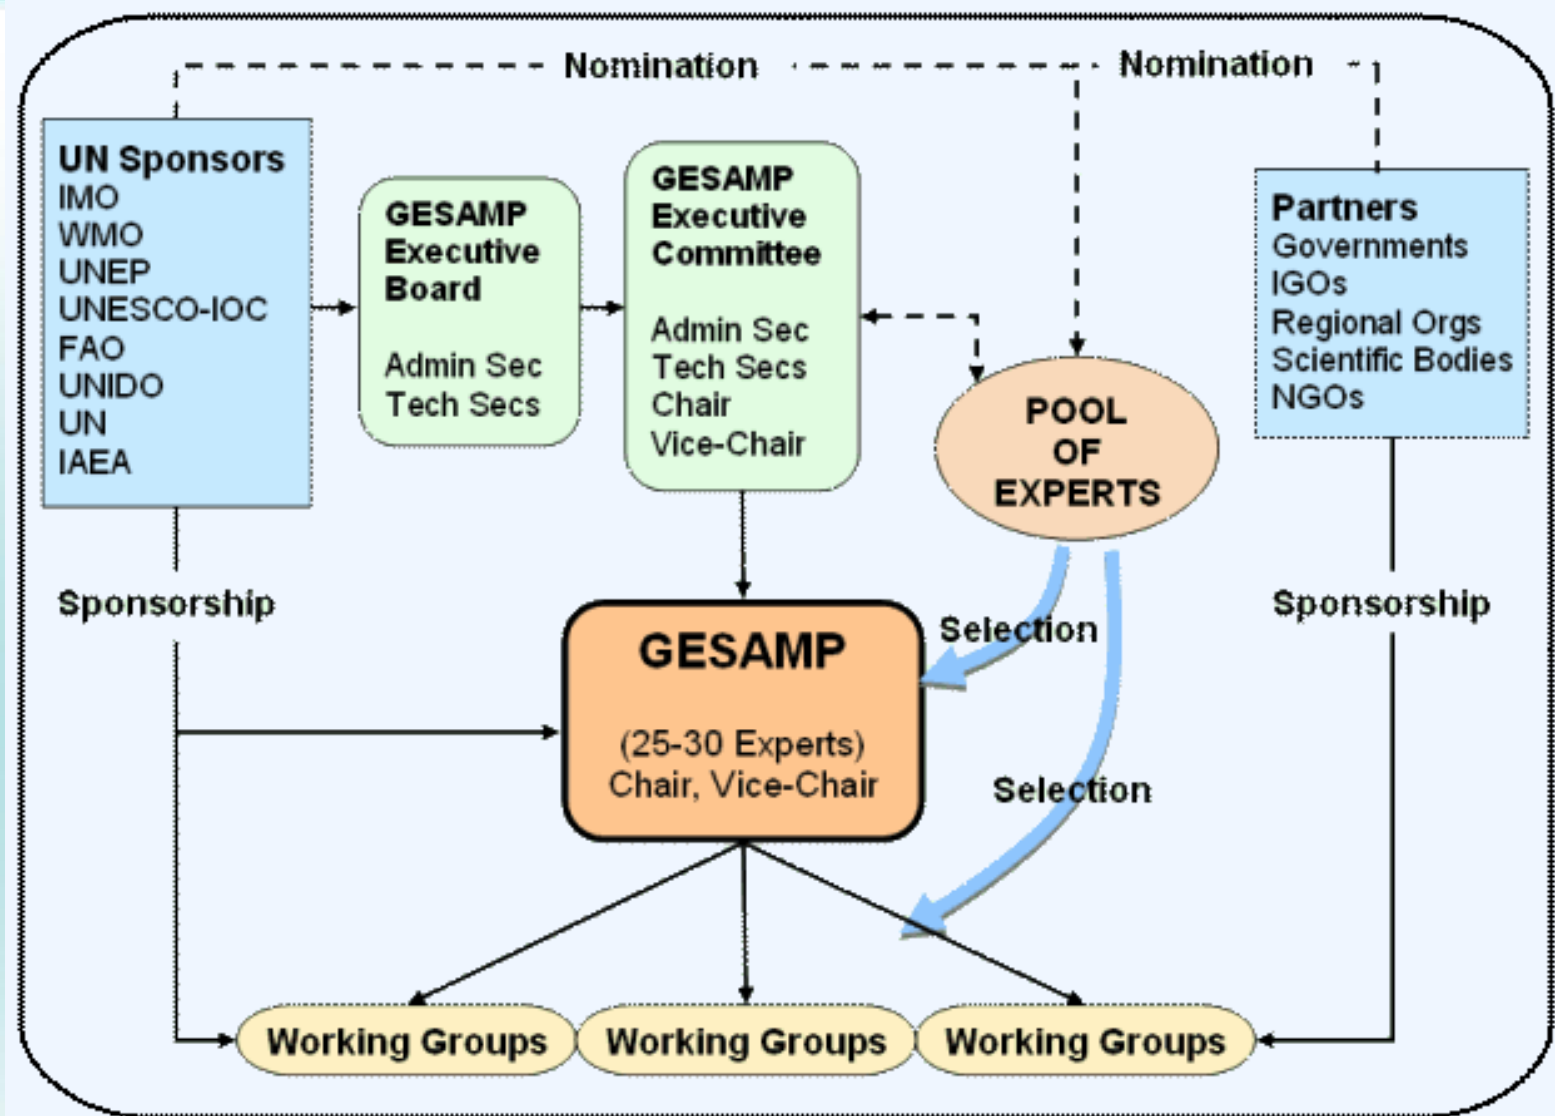 Nomination
Nomination
UN Sponsors
IMO
WMO
UNEP
UNESCO-IOC
FAO
UNIDO
UN
IAEA
GESAMP
Executive
Board
Admin Sec
Tech Secs
GESAMP
Executive
Committee
Admin Sec
Tech Secs
Chair
Vice-Chair
POOL
OF
EXPERTS
Partners
Governments
IGOs
Regional Orgs
Scientific Bodies
NGOs
Sponsorship
GESAMP
(25-30 Experts)
Chair, Vice-Chair
Selection
Selection
Sponsorship
Working Groups
Working Groups
Working Groups